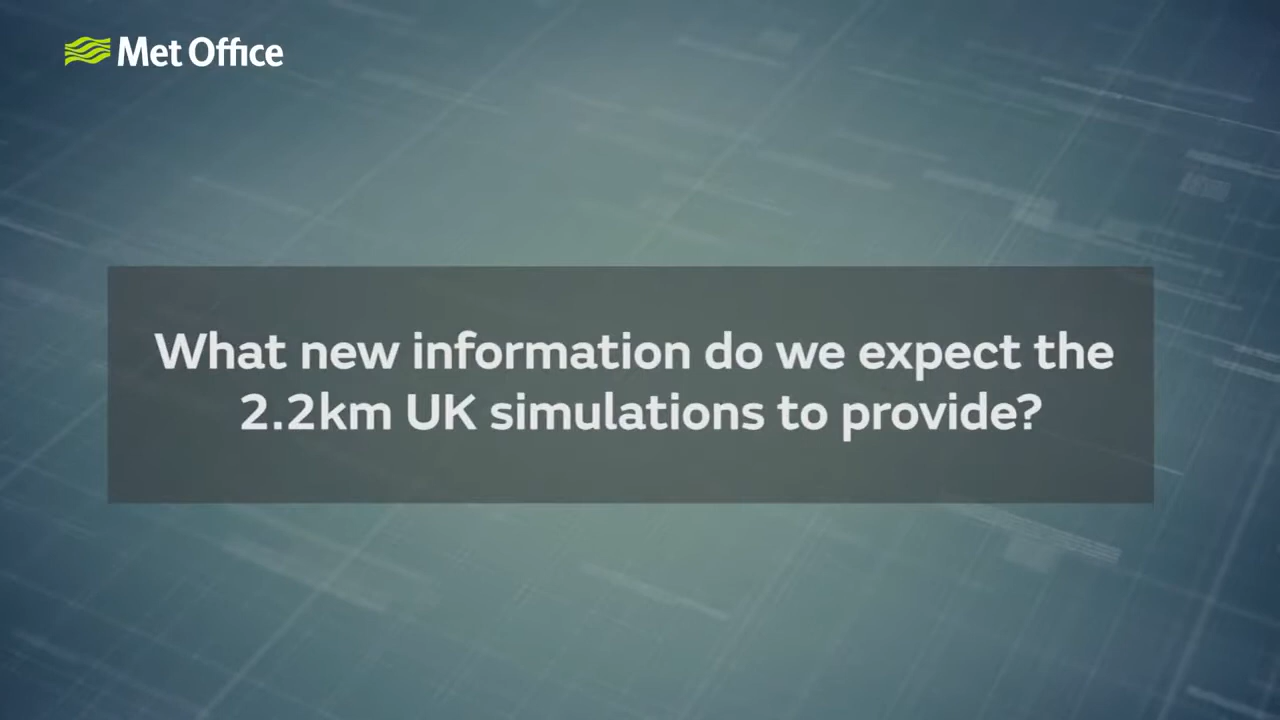 Met Office
What new information do we expect the
2.2km UK simulations to provide?